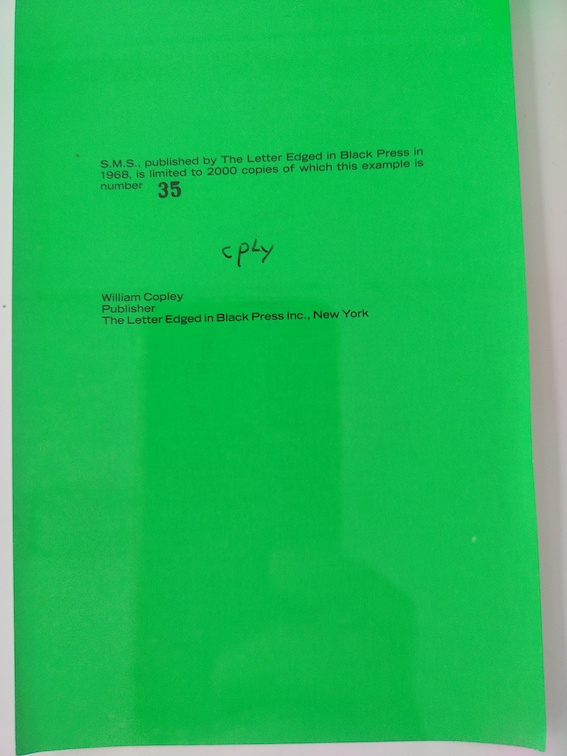 S.M.S., published by The Letter Edged in Black Press in
1968, is limited to 2000 copies of which this example is
number 35
cply
William Copley
Publisher
The Letter Edged in Black Press Inc., New York